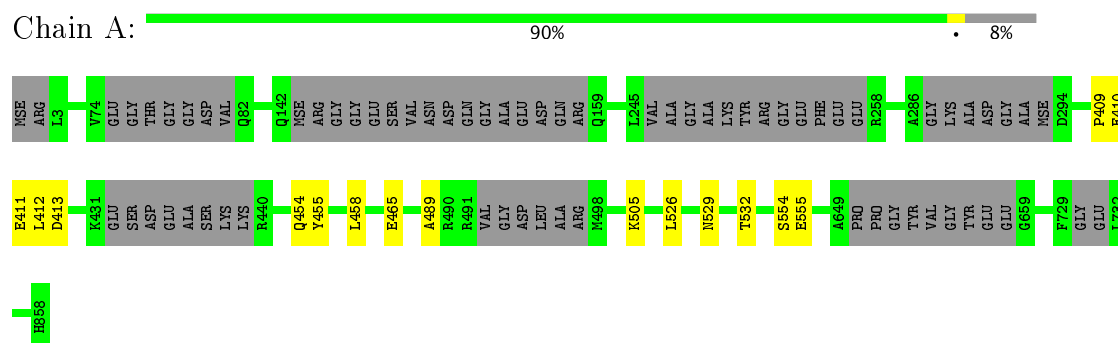 Chain A:
90%
•
8%
MSE ARG L3 V74 GLU GLY THR GLY GLY ASP VAL Q82 Q142 MSE ARG GLY GLY GLU SER VAL ASN ASP GLN GLY ALA GLU ASP GLN ARG Q159 L245 VAL ALA GLY ALA LYS TYR ARG GLY GLU PHE GLU GLU R258 A286 GLY LYS ALA ASP GLY ALA MSE D294 P409 E410
E411 L412 D413 K431 GLU SER ASP GLU ALA SER LYS LYS R440 Q454 Y455 L458 E465 A489 R490 R491 VAL GLY ASP LEU ALA ARG M498 K505 L526 N529 T532 S554 E555 A649 PRO PRO GLY TYR VAL GLY TYR GLU GLU G659 F729 GLY GLU L732
H858